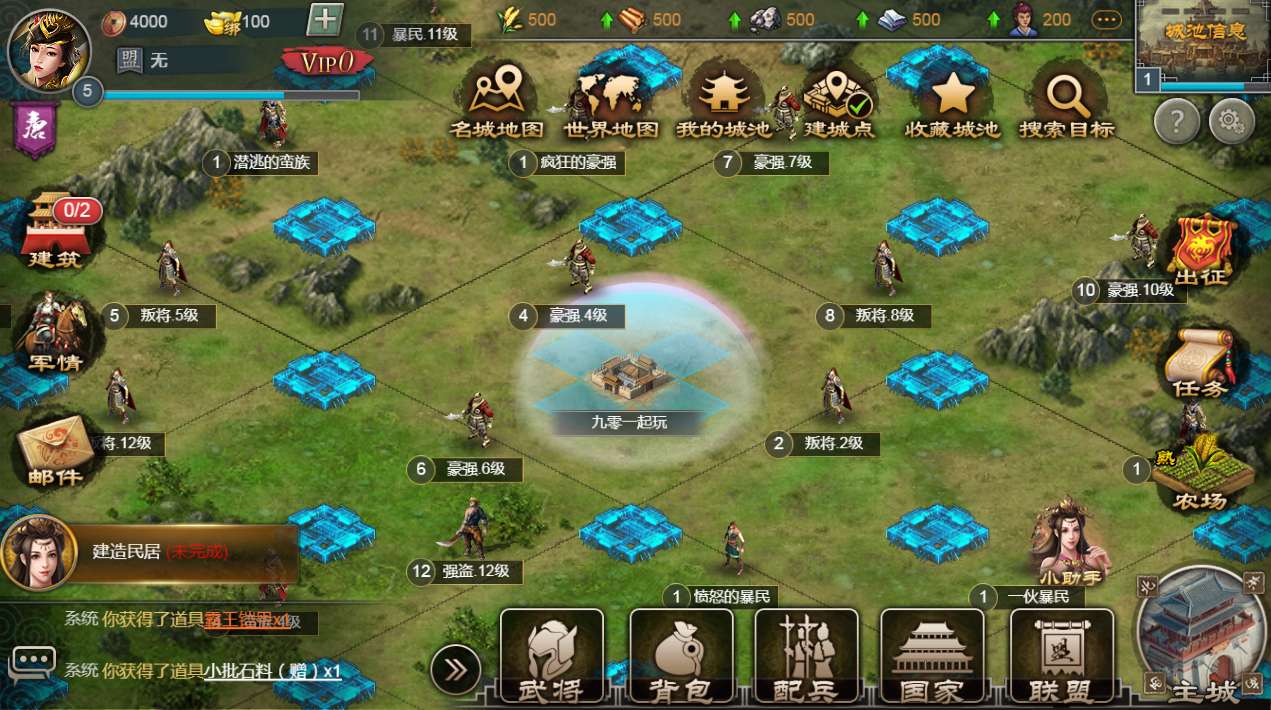 4000
绑 100
500
500
500
500
200
城池信息
1
盟 无
VIP0
5
11 暴民.11级
名城地图
世界地图
我的城池
建城点
收藏城池
搜索目标
?
1 潜逃的蛮族
1 疯狂的豪强
7 豪强.7级
0/2
建筑
5 叛将.5级
4 豪强.4级
8 叛将.8级
10 豪强.10级
出征
军情
九零一起玩
任务
将.12级
6 豪强.6级
2 叛将.2级
邮件
1
熟
农场
建造民居(未完成)
12 强盗.12级
1 愤怒的暴民
1 一伙暴民
小助手
系统 你获得了道具霸王铠甲x1
系统 你获得了道具小批石料（赠）x1
武将
背包
配兵
国家
盟
联盟
主城